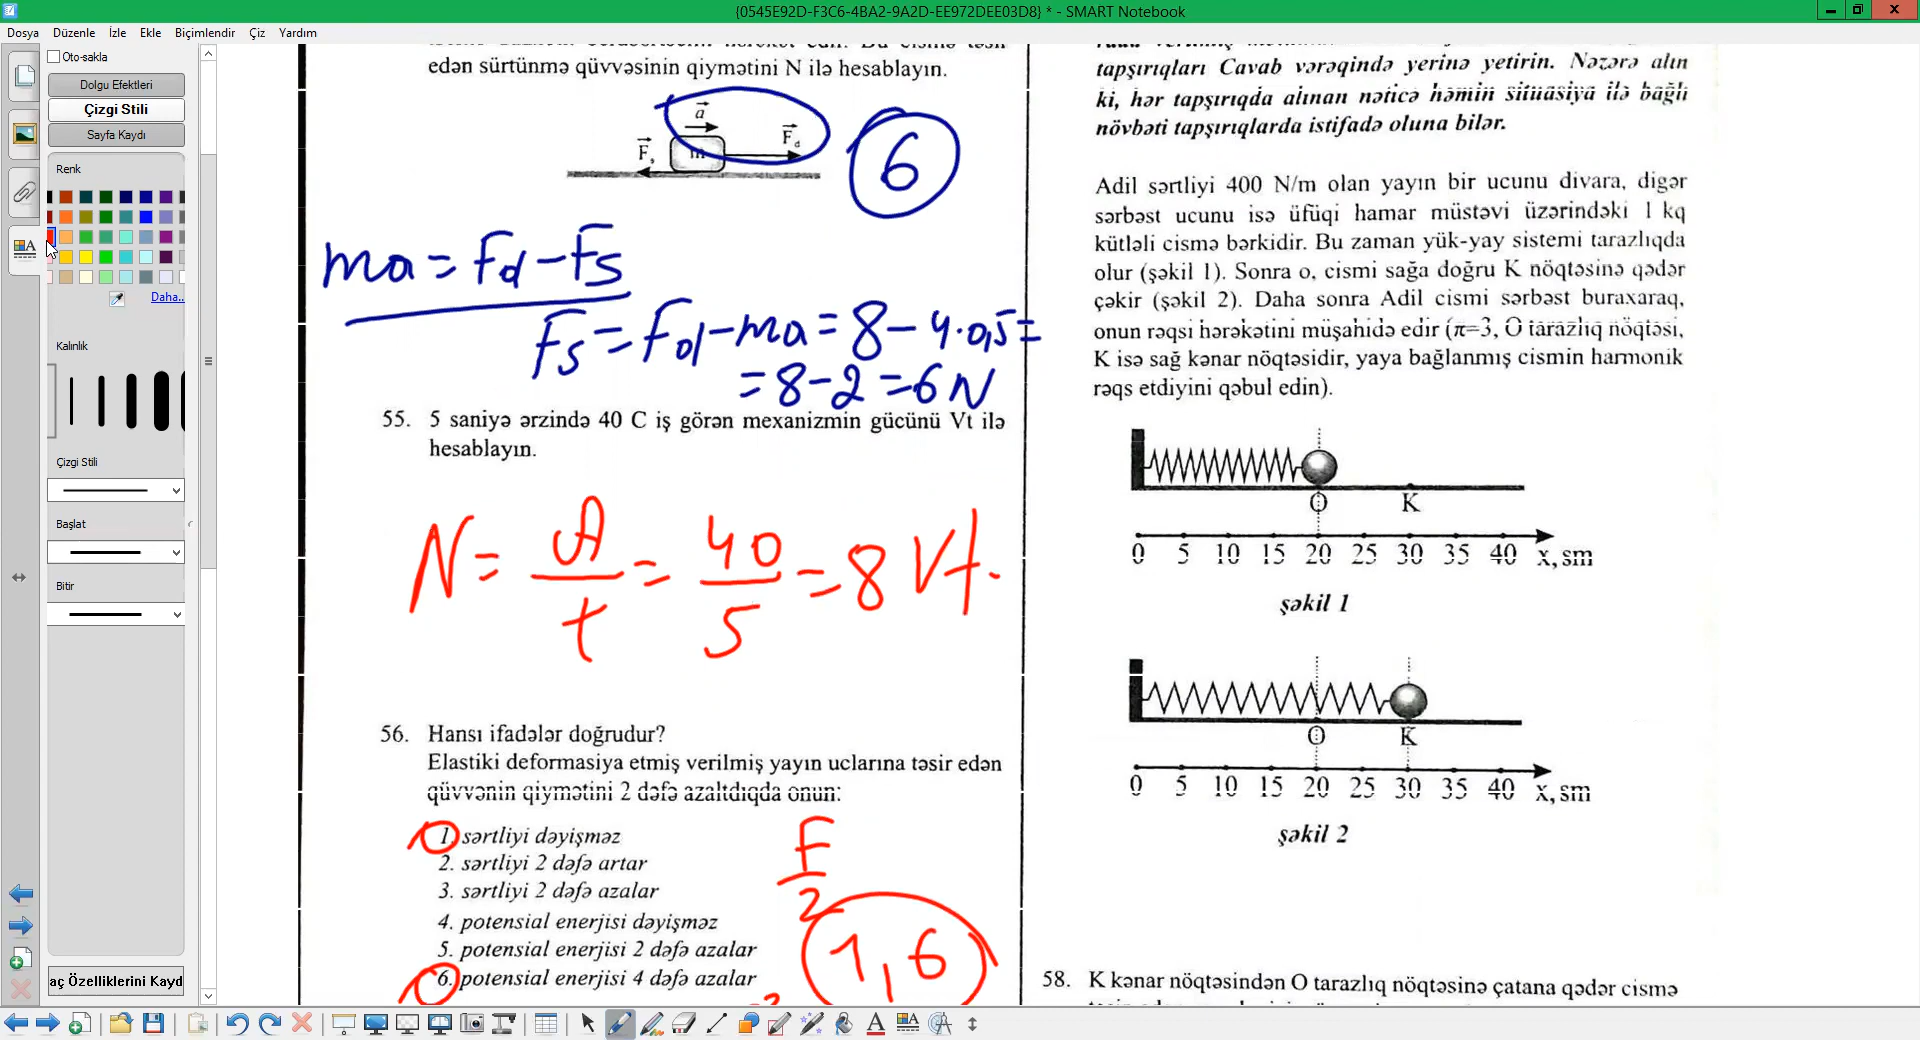 {0545E92D-F3C6-4BA2-9A2D-EE972DEE03D8} * - SMART Notebook
Dosya Düzenle İzle Ekle Biçimlendir Çiz Yardım
Oto-sakla
Dolgu Efektleri
Çizgi Stili
Sayfa Kaydı
Renk
Daha..
Kalınlık
Çizgi Stili
Başlat
Bitir
aç Özelliklerini Kayd
edən sürtünmə qüvvəsinin qiymətini N ilə hesablayın.
a
F
m
F
d
6
ma = Fd - Fs
Fs = Fd - ma = 8 - 4·0,5 =
= 8 - 2 = 6 N
55. 5 saniyə ərzində 40 C iş görən mexanizmin gücünü Vt ilə
hesablayın.
N = A/t = 40/5 = 8 Vt.
56. Hansı ifadələr doğrudur?
Elastiki deformasiya etmiş verilmiş yayın uclarına təsir edən
qüvvənin qiymətini 2 dəfə azaltdıqda onun:
1. sərtliyi dəyişməz
2. sərtliyi 2 dəfə artar
3. sərtliyi 2 dəfə azalar
4. potensial enerjisi dəyişməz
5. potensial enerjisi 2 dəfə azalar
6. potensial enerjisi 4 dəfə azalar
F/2
1,6
tapşırıqları Cavab vərəqində yerinə yetirin. Nəzərə alın
ki, hər tapşırıqda alınan nəticə həmin situasiya ilə bağlı
növbəti tapşırıqlarda istifadə oluna bilər.
Adil sərtliyi 400 N/m olan yayın bir ucunu divara, digər
sərbəst ucunu isə üfüqi hamar müstəvi üzərindəki 1 kq
kütləli cismə bərkidir. Bu zaman yük-yay sistemi tarazlıqda
olur (şəkil 1). Sonra o, cismi sağa doğru K nöqtəsinə qədər
çəkir (şəkil 2). Daha sonra Adil cismi sərbəst buraxaraq,
onun rəqsi hərəkətini müşahidə edir (π=3, O tarazlıq nöqtəsi,
K isə sağ kənar nöqtəsidir, yaya bağlanmış cismin harmonik
rəqs etdiyini qəbul edin).
O K
0 5 10 15 20 25 30 35 40 x, sm
şəkil 1
O K
0 5 10 15 20 25 30 35 40 x, sm
şəkil 2
58. K kənar nöqtəsindən O tarazlıq nöqtəsinə çatana qədər cismə